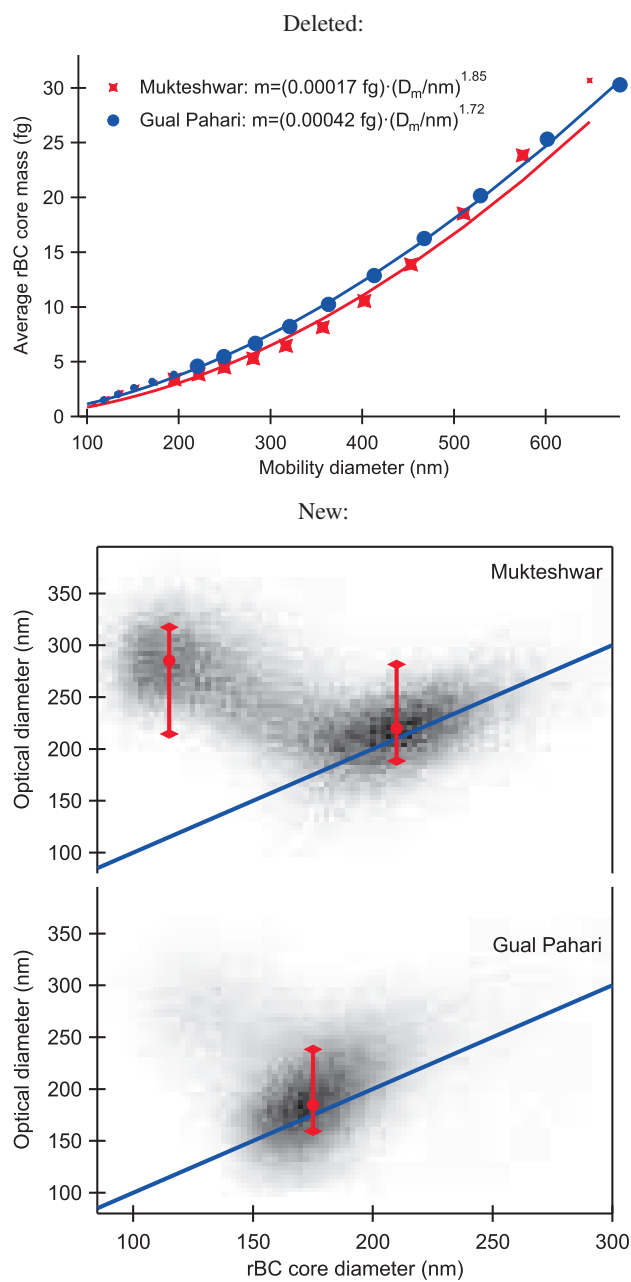 Deleted:
30
25
20
15
10
5
0
Average rBC core mass (fg)
Mukteshwar: m=(0.00017 fg)·(Dₘ/nm)^1.85
Gual Pahari: m=(0.00042 fg)·(Dₘ/nm)^1.72
100 200 300 400 500 600
Mobility diameter (nm)
New:
Mukteshwar
350
300
250
200
150
100
Optical diameter (nm)
Gual Pahari
350
300
250
200
150
100
Optical diameter (nm)
100 150 200 250 300
rBC core diameter (nm)